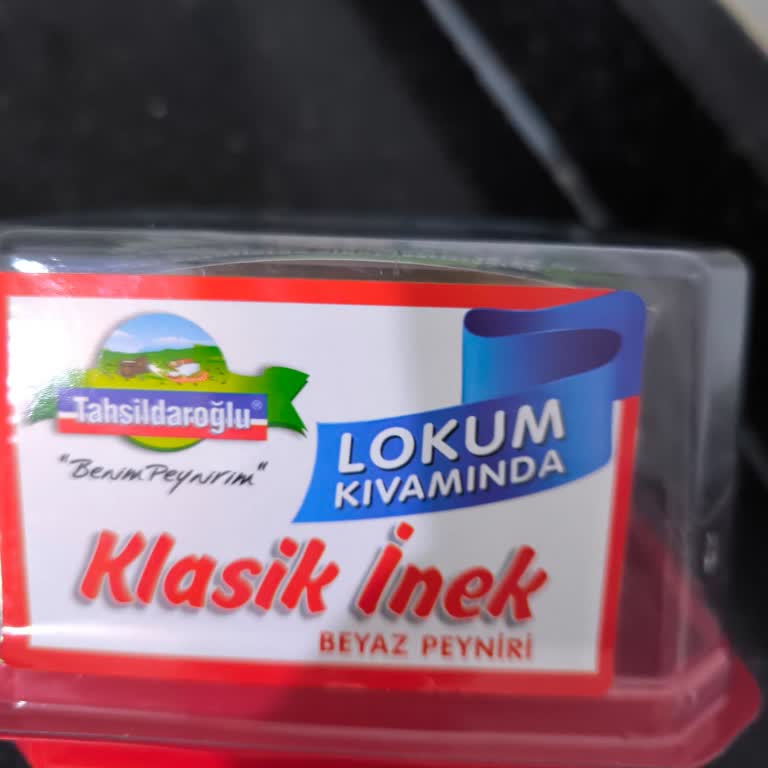 Tahsildaroğlu®
"Benim Peynirim"
LOKUM
KIVAMINDA
Klasik İnek
BEYAZ PEYNİRİ